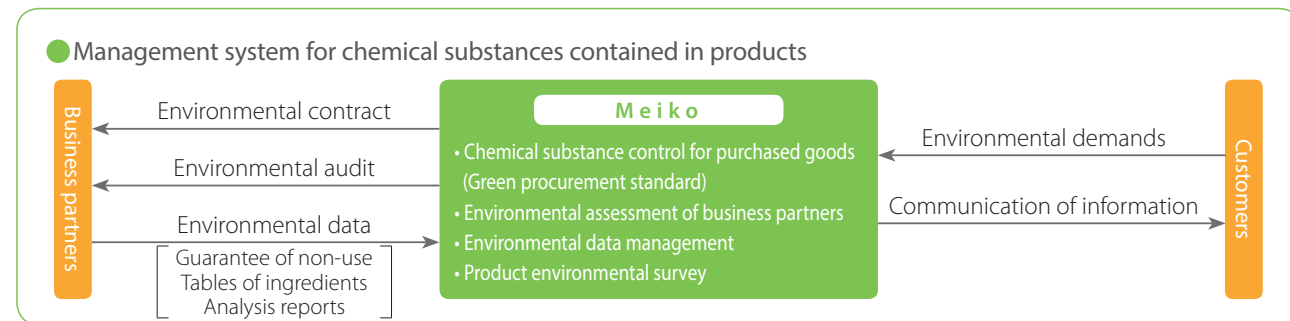 Management system for chemical substances contained in products
Business partners
Environmental contract
Environmental audit
Environmental data
Guarantee of non-use
Tables of ingredients
Analysis reports
Meiko
• Chemical substance control for purchased goods
(Green procurement standard)
• Environmental assessment of business partners
• Environmental data management
• Product environmental survey
Environmental demands
Communication of information
Customers